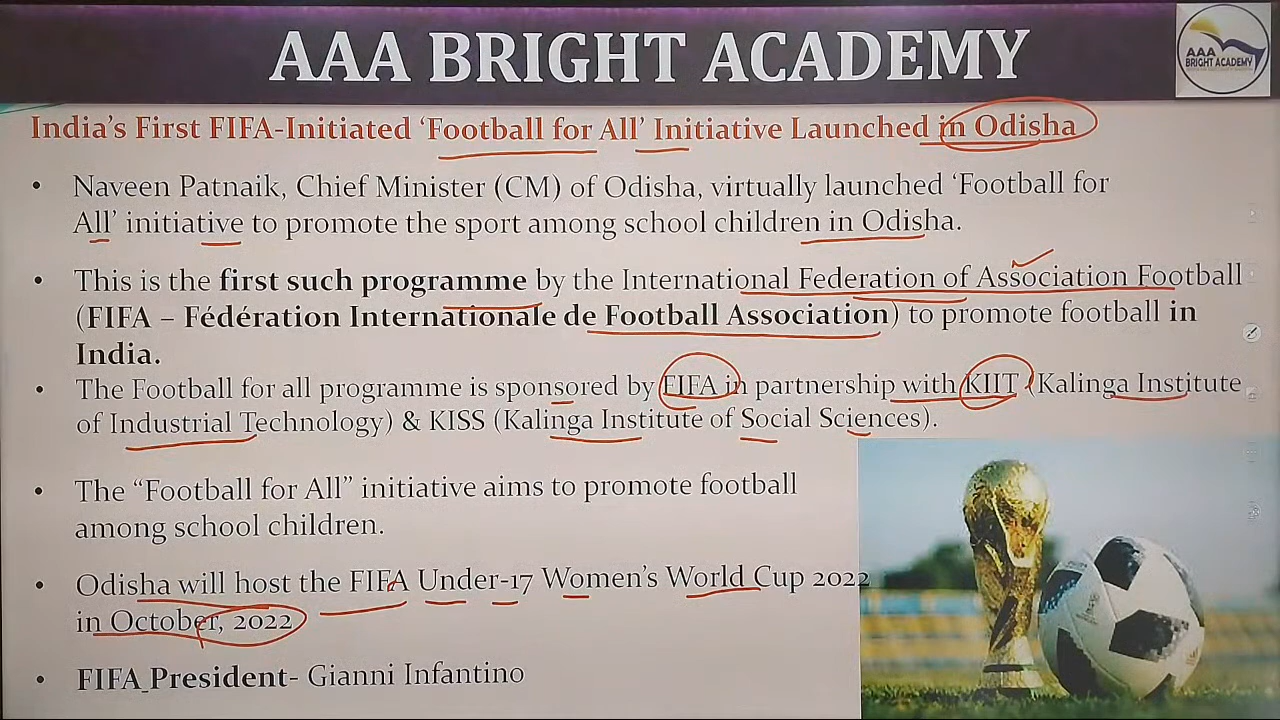 AAA BRIGHT ACADEMY
AAA
BRIGHT ACADEMY
India's First FIFA-Initiated 'Football for All' Initiative Launched in Odisha
• Naveen Patnaik, Chief Minister (CM) of Odisha, virtually launched 'Football for
All' initiative to promote the sport among school children in Odisha.
• This is the first such programme by the International Federation of Association Football
(FIFA – Fédération Internationale de Football Association) to promote football in
India.
• The Football for all programme is sponsored by FIFA in partnership with KIIT (Kalinga Institute
of Industrial Technology) & KISS (Kalinga Institute of Social Sciences).
• The “Football for All” initiative aims to promote football
among school children.
• Odisha will host the FIFA Under-17 Women's World Cup 2022
in October, 2022
• FIFA President- Gianni Infantino